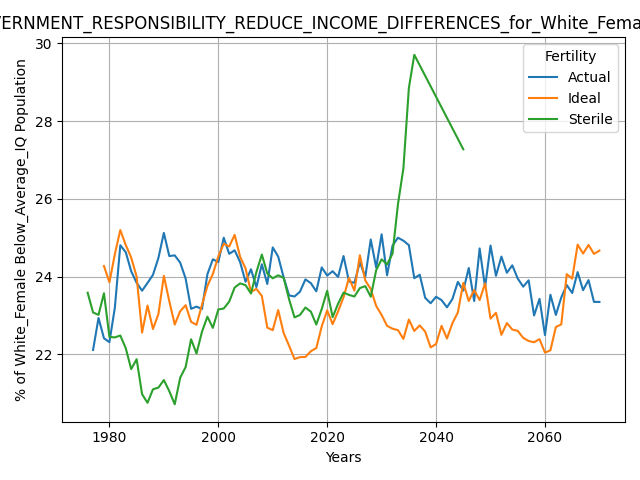 VERNMENT_RESPONSIBILITY_REDUCE_INCOME_DIFFERENCES_for_White_Fema
% of White_Female Below_Average_IQ Population
30
28
26
24
22
1980
2000
2020
2040
2060
Years
Fertility
Actual
Ideal
Sterile